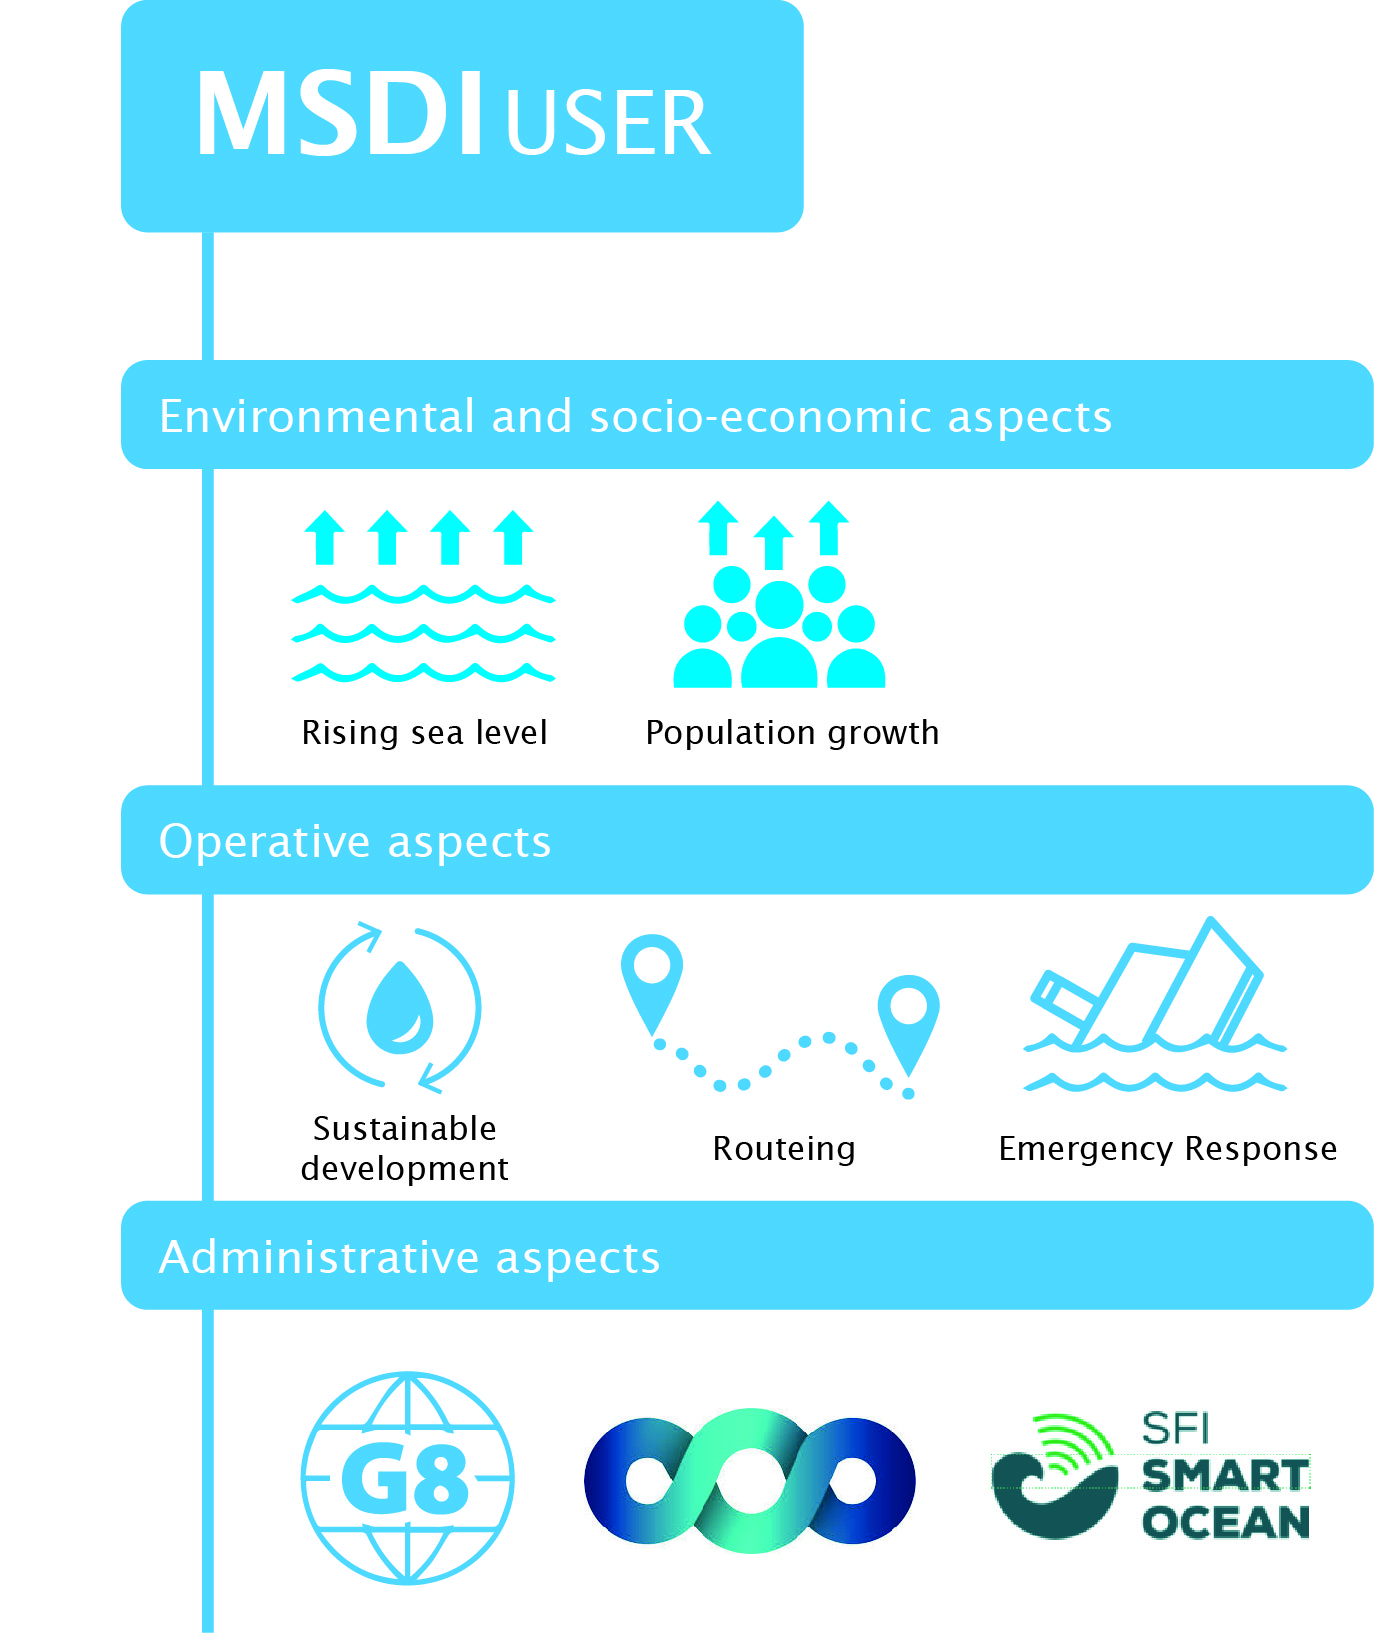 MSDI USER
Environmental and socio-economic aspects
Rising sea level
Population growth
Operative aspects
Sustainable
development
Routeing
Emergency Response
Administrative aspects
G8
SFI
SMART
OCEAN